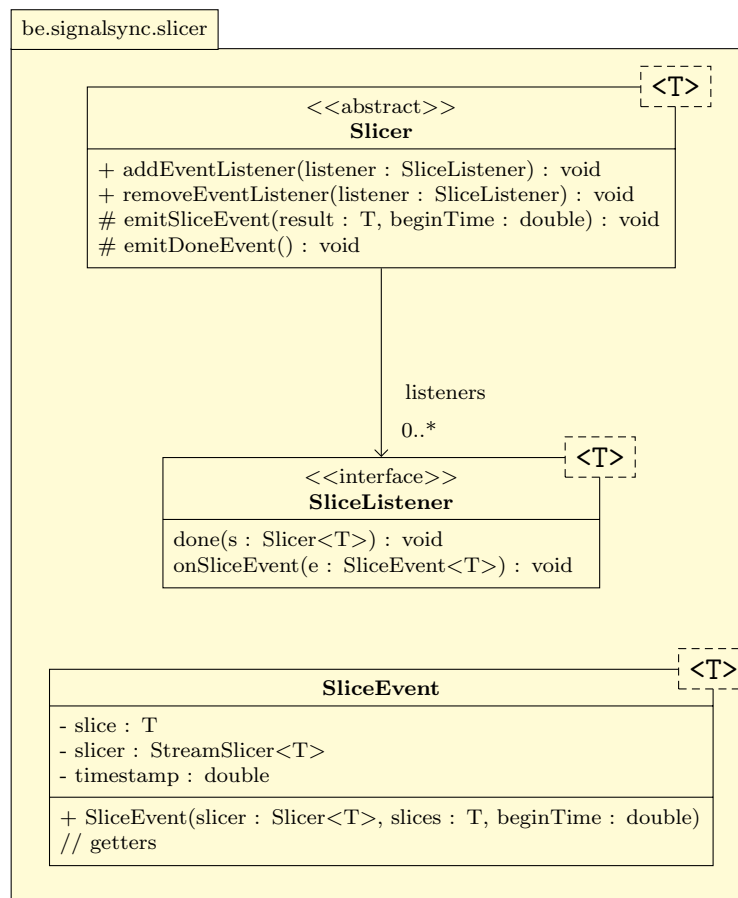 be.signalsync.slicer
<T>
<<abstract>>
Slicer
+ addEventListener(listener : SliceListener) : void
+ removeEventListener(listener : SliceListener) : void
# emitSliceEvent(result : T, beginTime : double) : void
# emitDoneEvent() : void
listeners
0..*
<T>
<<interface>>
SliceListener
done(s : Slicer<T>) : void
onSliceEvent(e : SliceEvent<T>) : void
<T>
SliceEvent
- slice : T
- slicer : StreamSlicer<T>
- timestamp : double
+ SliceEvent(slicer : Slicer<T>, slices : T, beginTime : double)
// getters